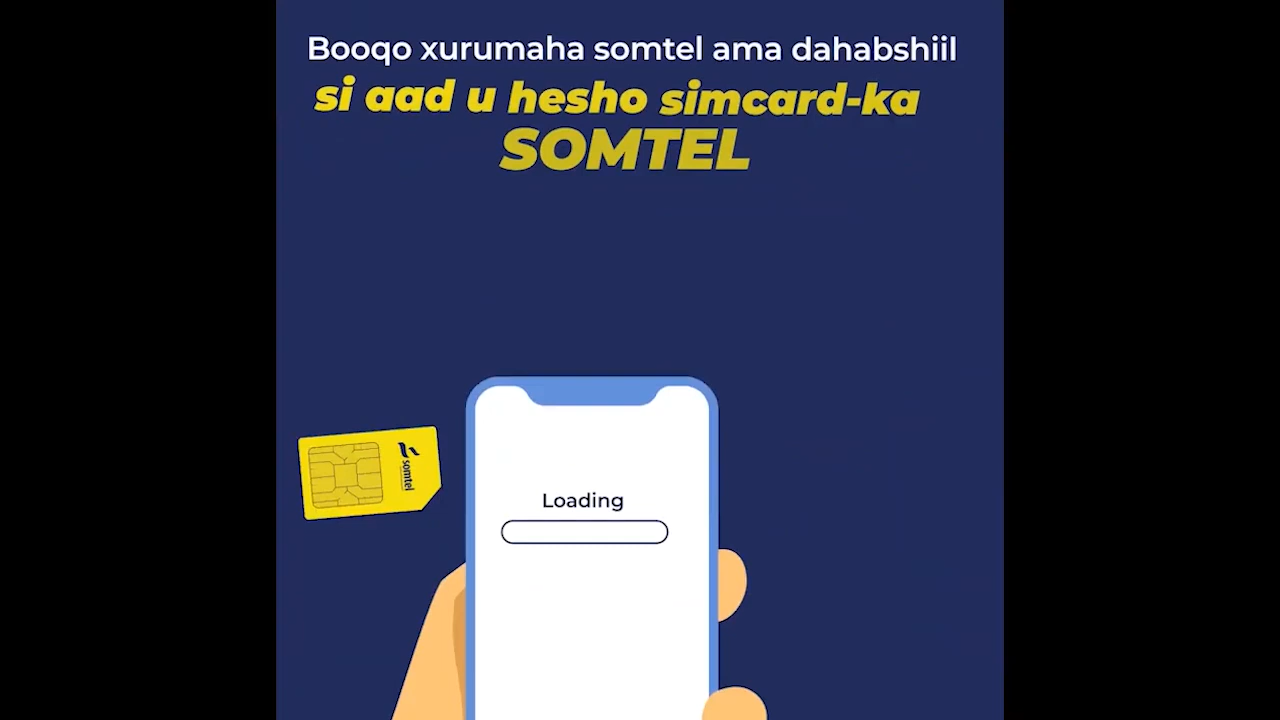 Booqo xurumaha somtel ama dahabshiil
si aad u hesho simcard-ka
SOMTEL
somtel
Loading